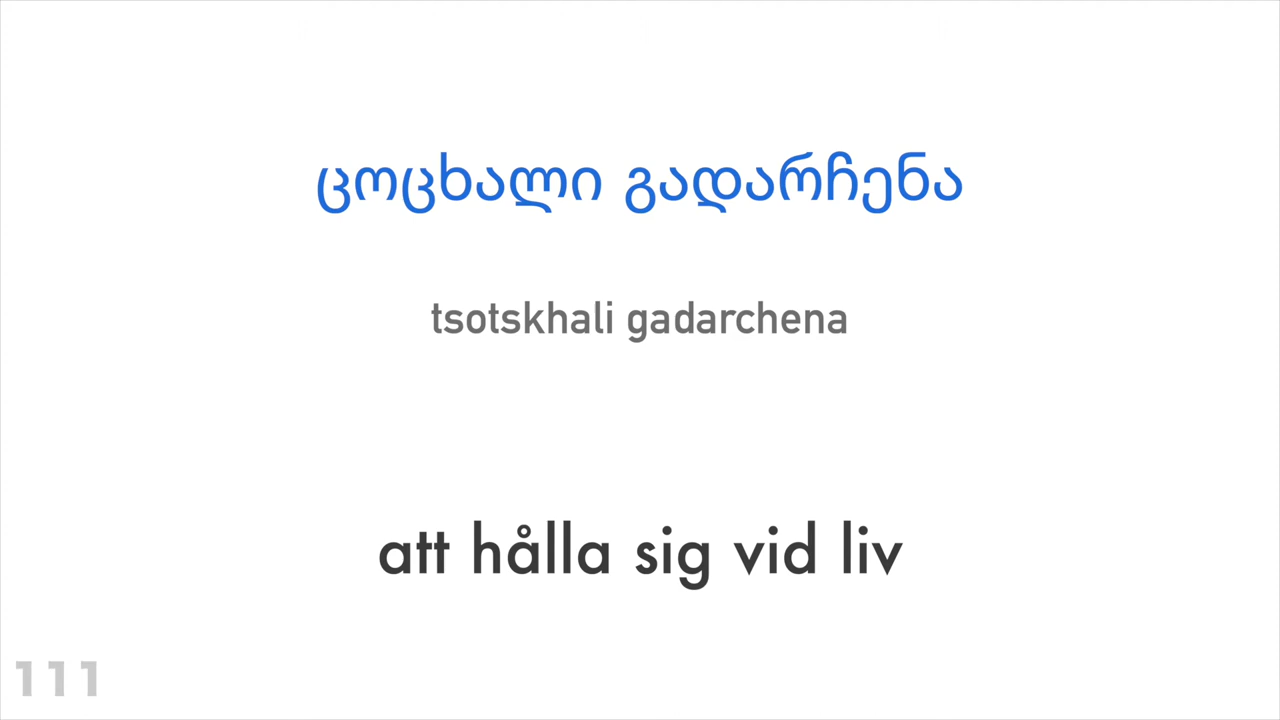 ცოცხალი გადარჩენა
tsotskhali gadarchena
att hålla sig vid liv
111